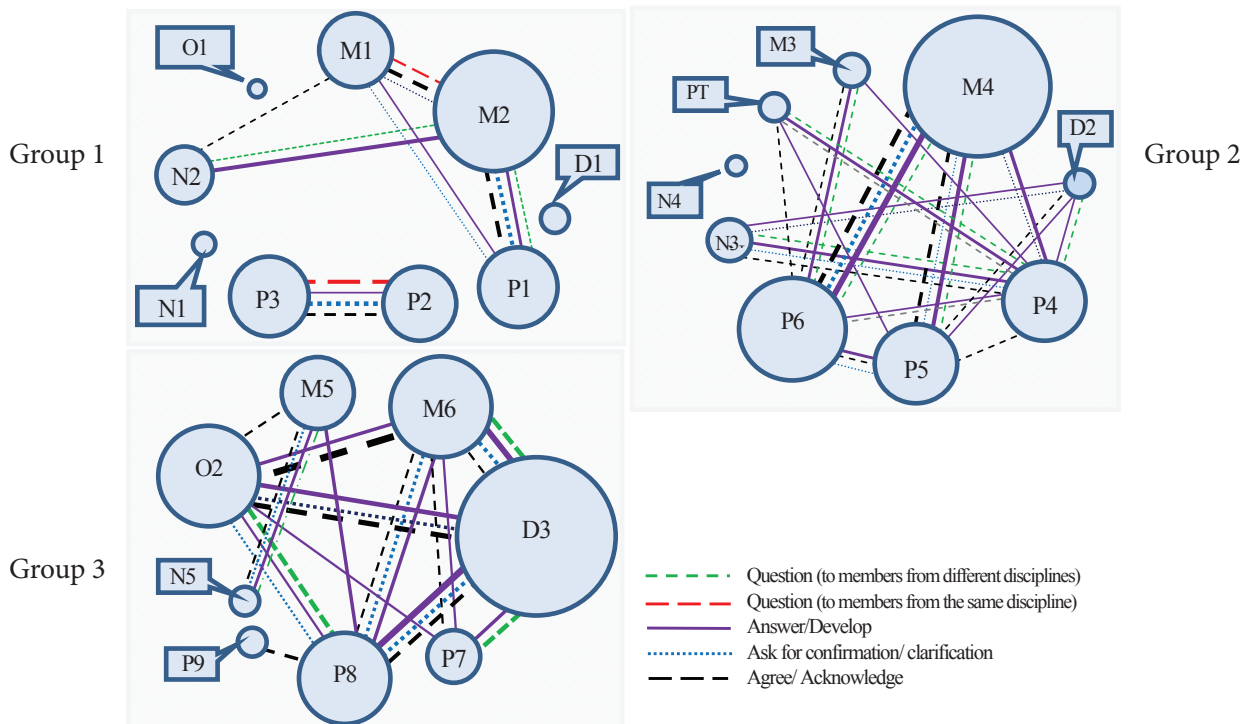 Group 1
O1
M1
M2
N2
D1
N1
P3
P2
P1
Group 2
M3
M4
PT
D2
N4
N3
P6
P5
P4
Group 3
M5
M6
O2
D3
N5
P9
P8
P7
Question (to members from different disciplines)
Question (to members from the same discipline)
Answer/Develop
Ask for confirmation/ clarification
Agree/ Acknowledge